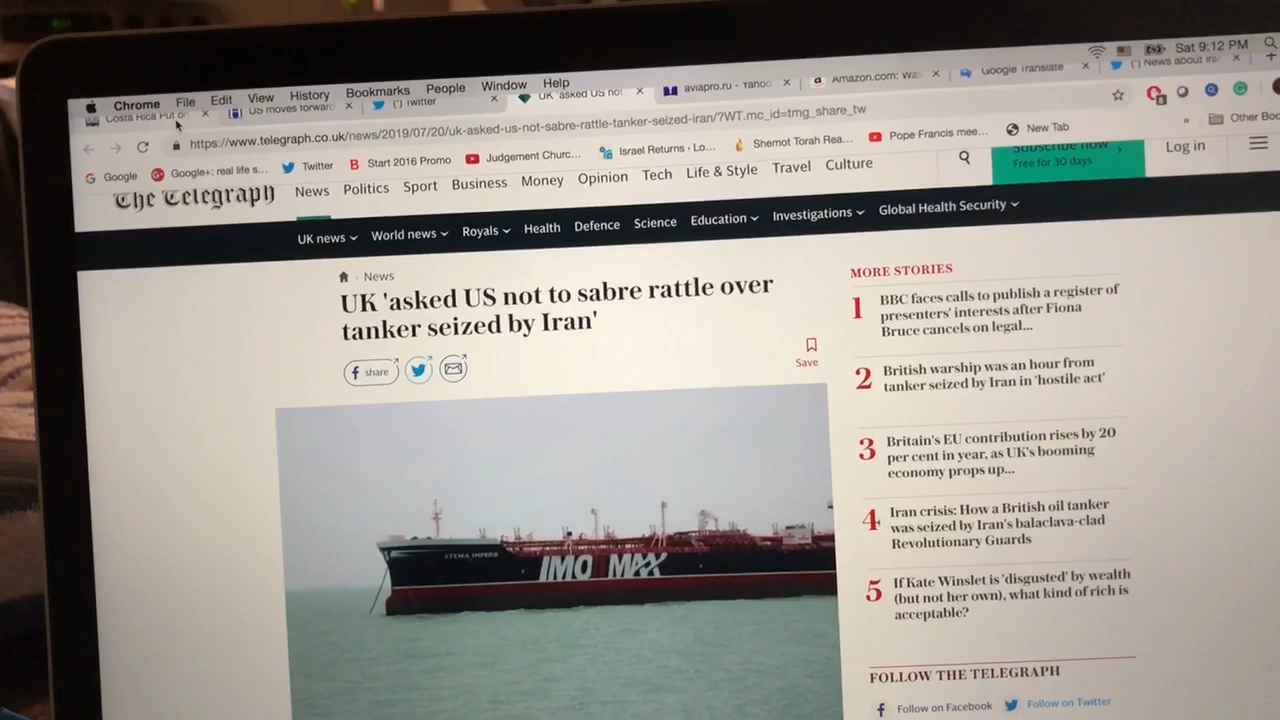 Chrome File Edit View History Bookmarks People Window Help Sat 9:12 PM
Costa Rica Put on US moves forward (*) Twitter UK 'asked US not aviapro.ru - Yahoo Amazon.com: Wa Google Translate (*) News about Ira
https://www.telegraph.co.uk/news/2019/07/20/uk-asked-us-not-sabre-rattle-tanker-seized-iran/?WT.mc_id=tmg_share_tw
Google Google+: real life s... Twitter Start 2016 Promo Judgement Churc... Israel Returns › Lo... Shemot Torah Rea... Pope Francis mee... New Tab » Other Boo
The Telegraph
News Politics Sport Business Money Opinion Tech Life & Style Travel Culture
Subscribe now ›
Free for 30 days
Log in
UK news World news Royals Health Defence Science Education Investigations Global Health Security
News
UK 'asked US not to sabre rattle over
tanker seized by Iran'
share
Save
STENA IMPERO
IMO MAX
MORE STORIES
1 BBC faces calls to publish a register of
presenters' interests after Fiona
Bruce cancels on legal...
2 British warship was an hour from
tanker seized by Iran in 'hostile act'
3 Britain's EU contribution rises by 20
per cent in year, as UK's booming
economy props up...
4 Iran crisis: How a British oil tanker
was seized by Iran's balaclava-clad
Revolutionary Guards
5 If Kate Winslet is 'disgusted' by wealth
(but not her own), what kind of rich is
acceptable?
FOLLOW THE TELEGRAPH
Follow on Facebook Follow on Twitter